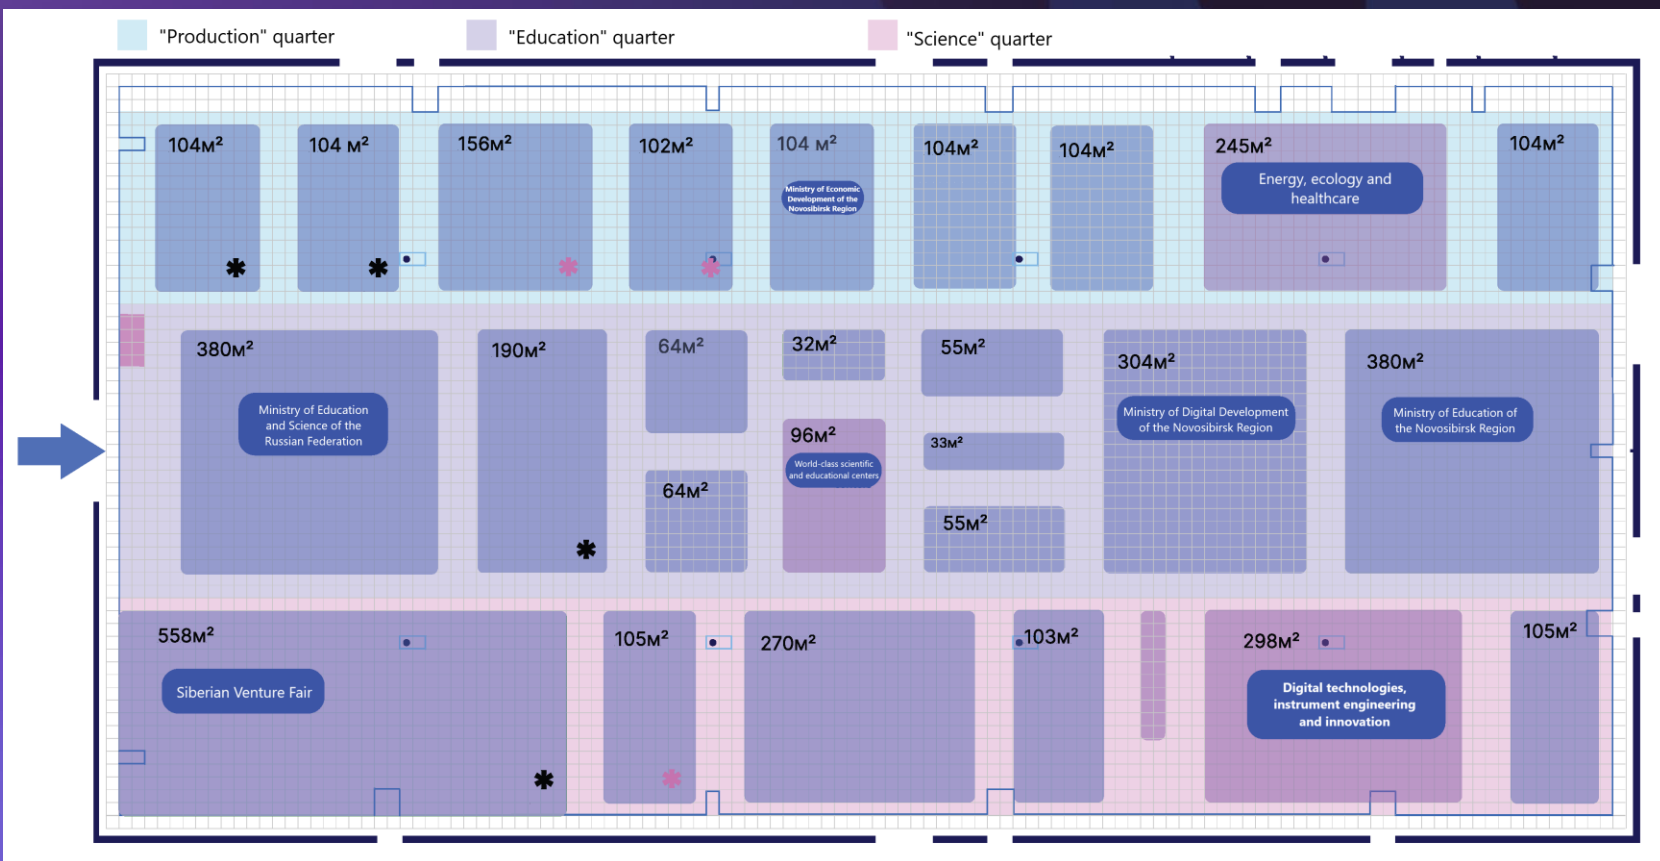 "Production" quarter
"Education" quarter
"Science" quarter
104м²
104 м²
156м²
102м²
104 м²
104м²
104м²
245м²
104м²
Ministry of Economic
Development of the
Novosibirsk Region
Energy, ecology and
healthcare
380м²
190м²
64м²
32м²
55м²
304м²
380м²
Ministry of Education
and Science of the
Russian Federation
96м²
World-class scientific
and educational centers
33м²
Ministry of Digital Development
of the Novosibirsk Region
Ministry of Education of
the Novosibirsk Region
64м²
55м²
558м²
105м²
270м²
103м²
298м²
105м²
Siberian Venture Fair
Digital technologies,
instrument engineering
and innovation